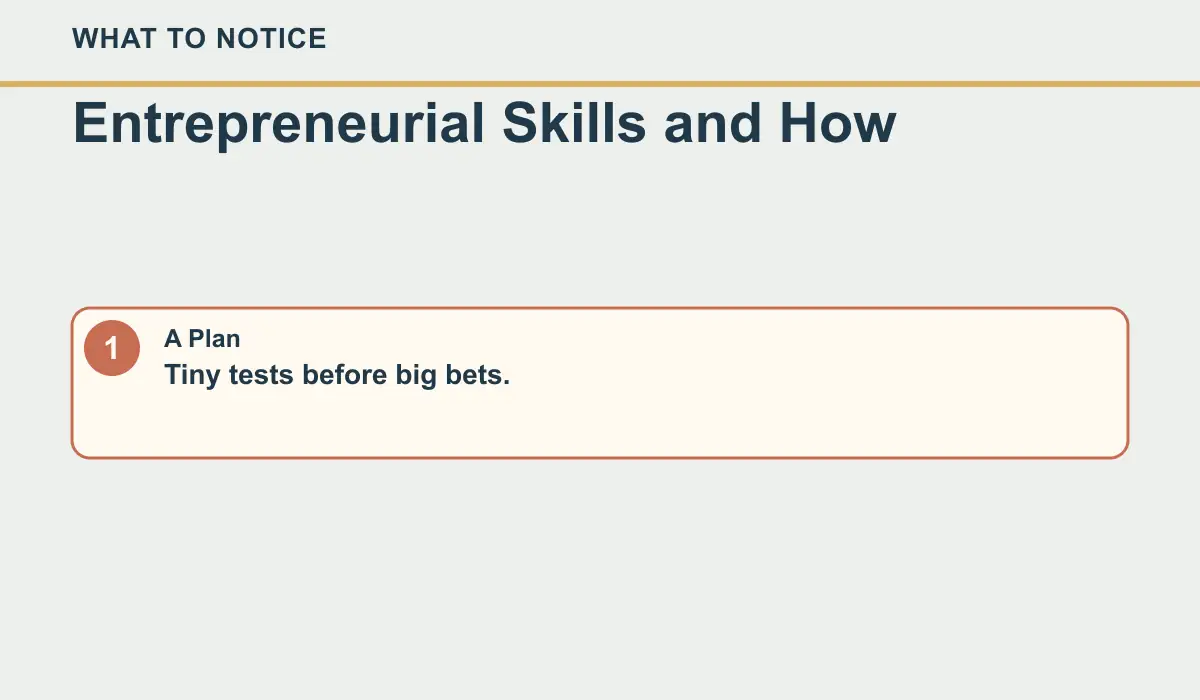 WHAT TO NOTICE
Entrepreneurial Skills and How
1
A Plan
Tiny tests before big bets.